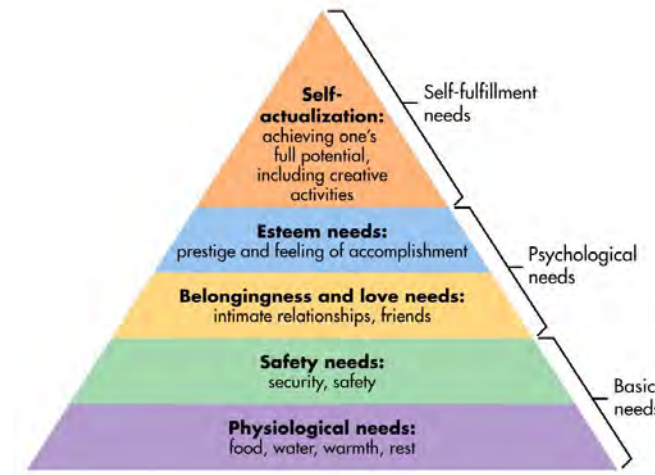 Self-
actualization:
achieving one's
full potential,
including creative
activities
Self-fulfillment
needs
Esteem needs:
prestige and feeling of accomplishment
Psychological
needs
Belongingness and love needs:
intimate relationships, friends
Safety needs:
security, safety
Basic
needs
Physiological needs:
food, water, warmth, rest